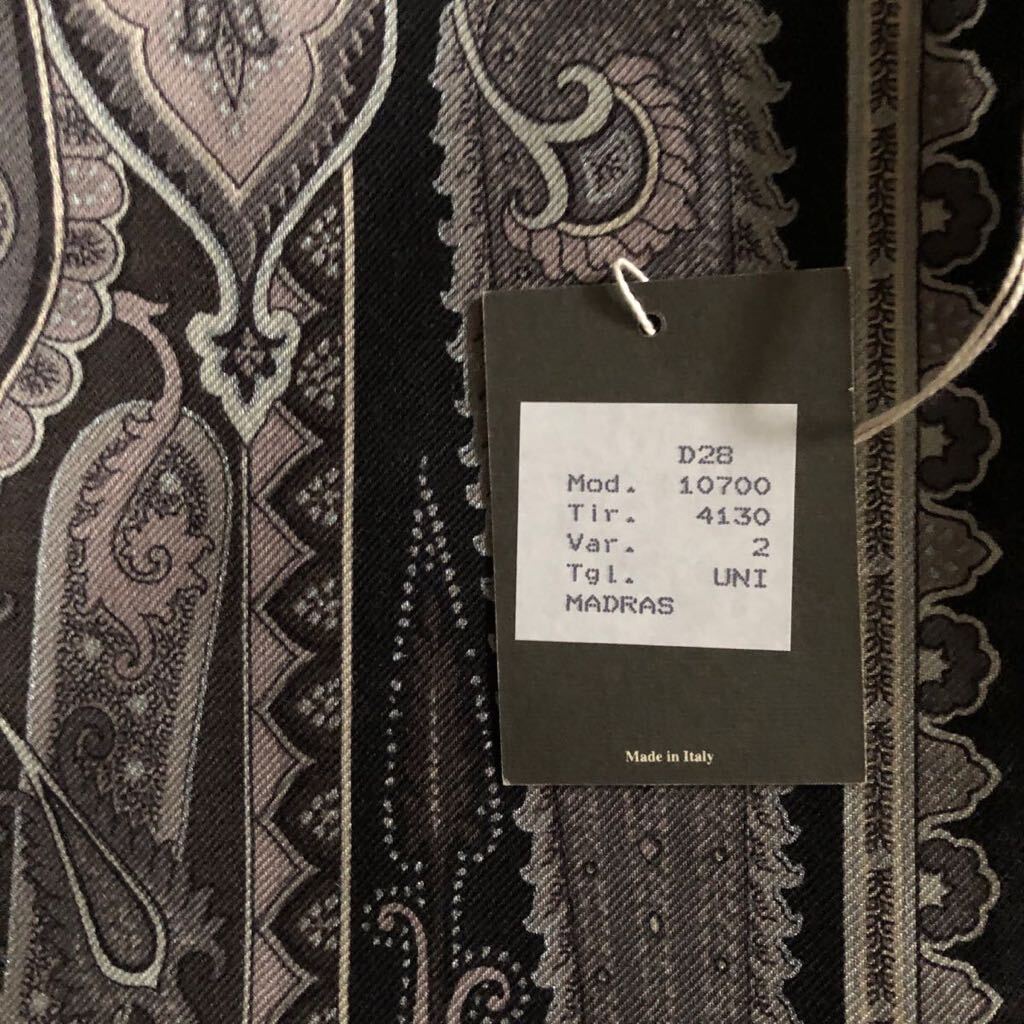 D28
Mod. 10700
Tir. 4130
Var. 2
Tgl. UNI
MADRAS
Made in Italy